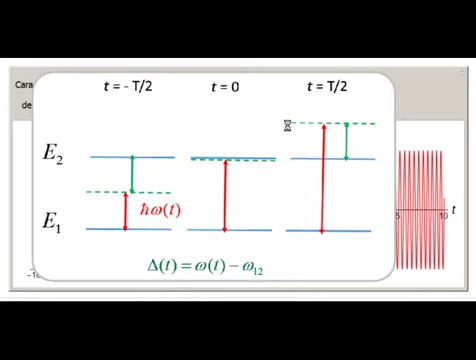 Cara
de
t = - T/2
t = 0
t = T/2
E₂
ħω(t)
E₁
Δ(t) = ω(t) − ω₁₂
t
5
10